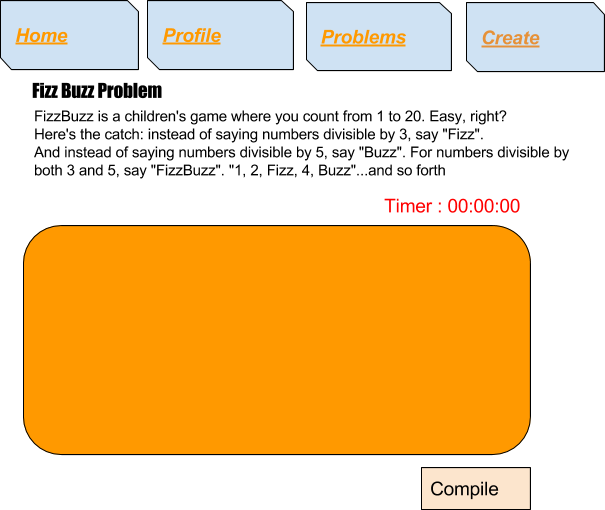 Home Profile Problems Create
Fizz Buzz Problem
FizzBuzz is a children's game where you count from 1 to 20. Easy, right?
Here's the catch: instead of saying numbers divisible by 3, say "Fizz".
And instead of saying numbers divisible by 5, say "Buzz". For numbers divisible by
both 3 and 5, say "FizzBuzz". "1, 2, Fizz, 4, Buzz"...and so forth
Timer : 00:00:00
Compile